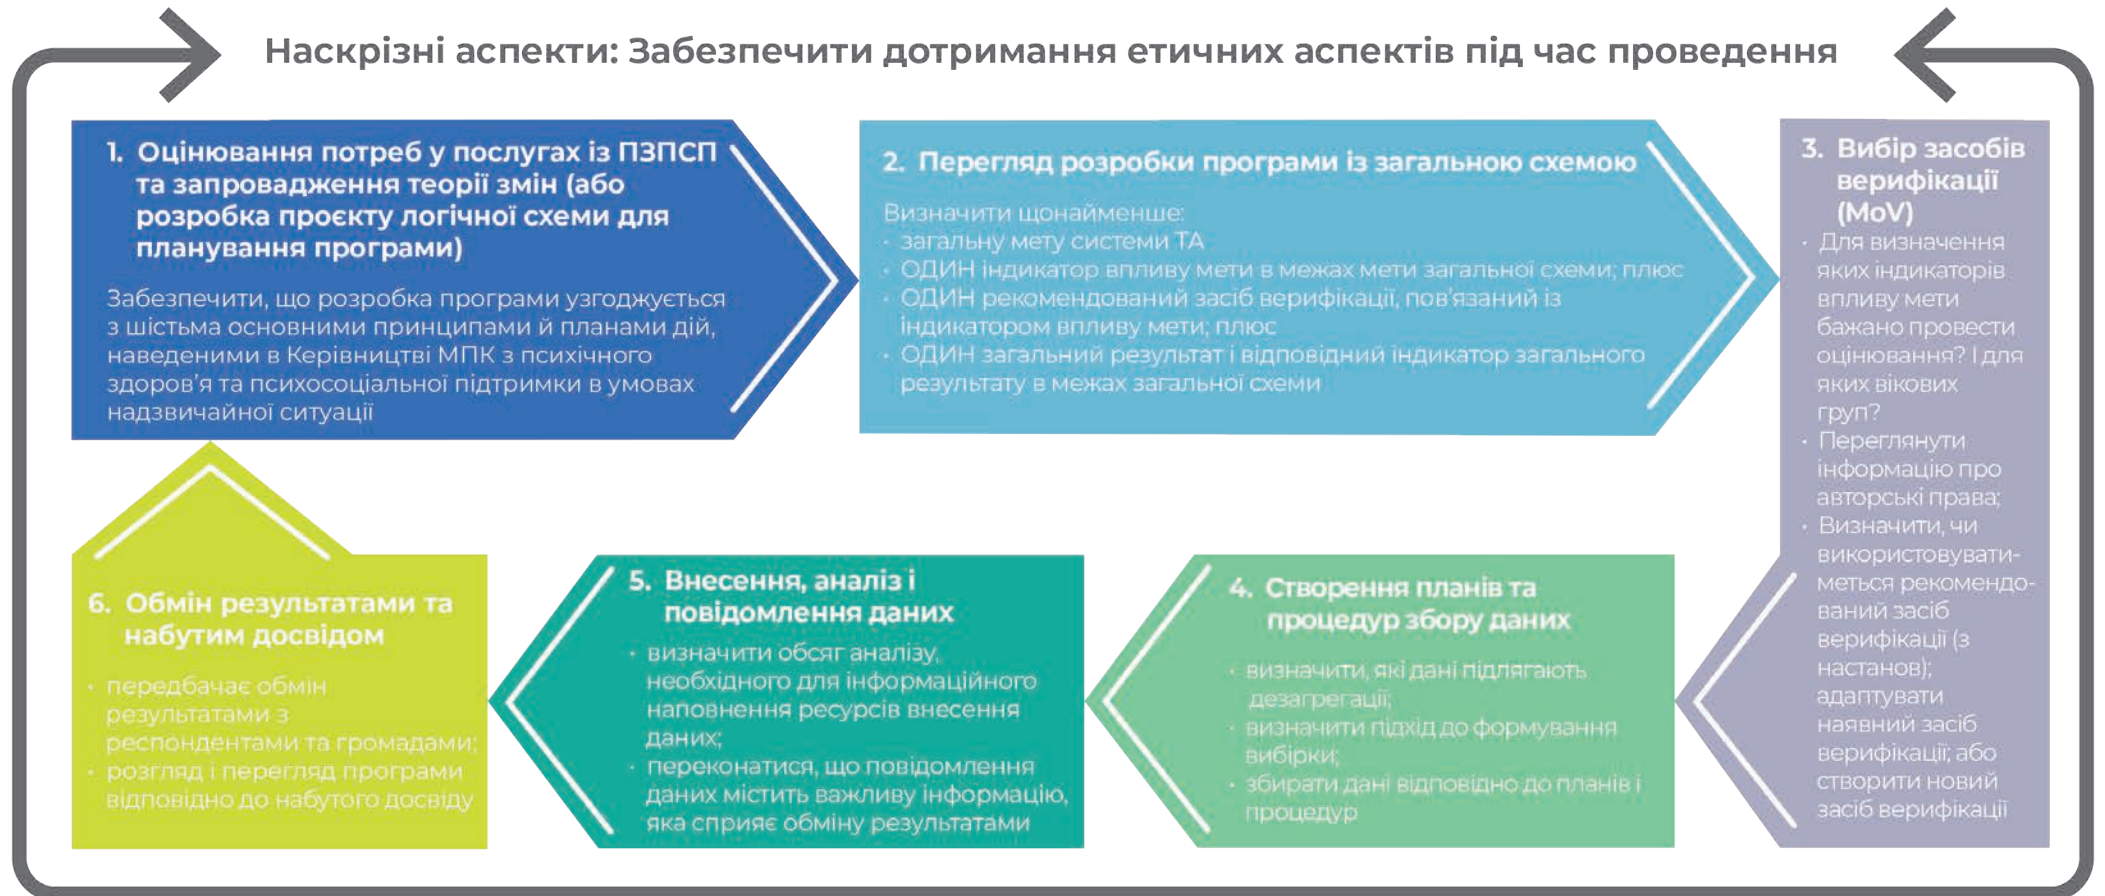 Наскрізні аспекти: Забезпечити дотримання етичних аспектів під час проведення
1. Оцінювання потреб у послугах із ПЗПСП
та запровадження теорії змін (або
розробка проєкту логічної схеми для
планування програми)
Забезпечити, що розробка програми узгоджується
з шістьма основними принципами й планами дій,
наведеними в Керівництві МПК з психічного
здоров’я та психосоціальної підтримки в умовах
надзвичайної ситуації
2. Перегляд розробки програми із загальною схемою
Визначити щонайменше:
· загальну мету системи ТА
· ОДИН індикатор впливу мети в межах мети загальної схеми; плюс
· ОДИН рекомендований засіб верифікації, пов’язаний із
індикатором впливу мети; плюс
· ОДИН загальний результат і відповідний індикатор загального
результату в межах загальної схеми
3. Вибір засобів
верифікації
(MoV)
· Для визначення
яких індикаторів
впливу мети
бажано провести
оцінювання? І для
яких вікових
груп?
· Переглянути
інформацію про
авторські права;
· Визначити, чи
використовувати-
меться рекомендо-
ваний засіб
верифікації (з
настанов);
адаптувати
наявний засіб
верифікації; або
створити новий
засіб верифікації
4. Створення планів та
процедур збору даних
· визначити, які дані підлягають
дезагрегації;
· визначити підхід до формування
вибірки;
· збирати дані відповідно до планів і
процедур
5. Внесення, аналіз і
повідомлення даних
· визначити обсяг аналізу,
необхідного для інформаційного
наповнення ресурсів внесення
даних;
· переконатися, що повідомлення
даних містить важливу інформацію,
яка сприяє обміну результатами
6. Обмін результатами та
набутим досвідом
· передбачає обмін
результатами з
респондентами та громадами;
· розгляд і перегляд програми
відповідно до набутого досвіду